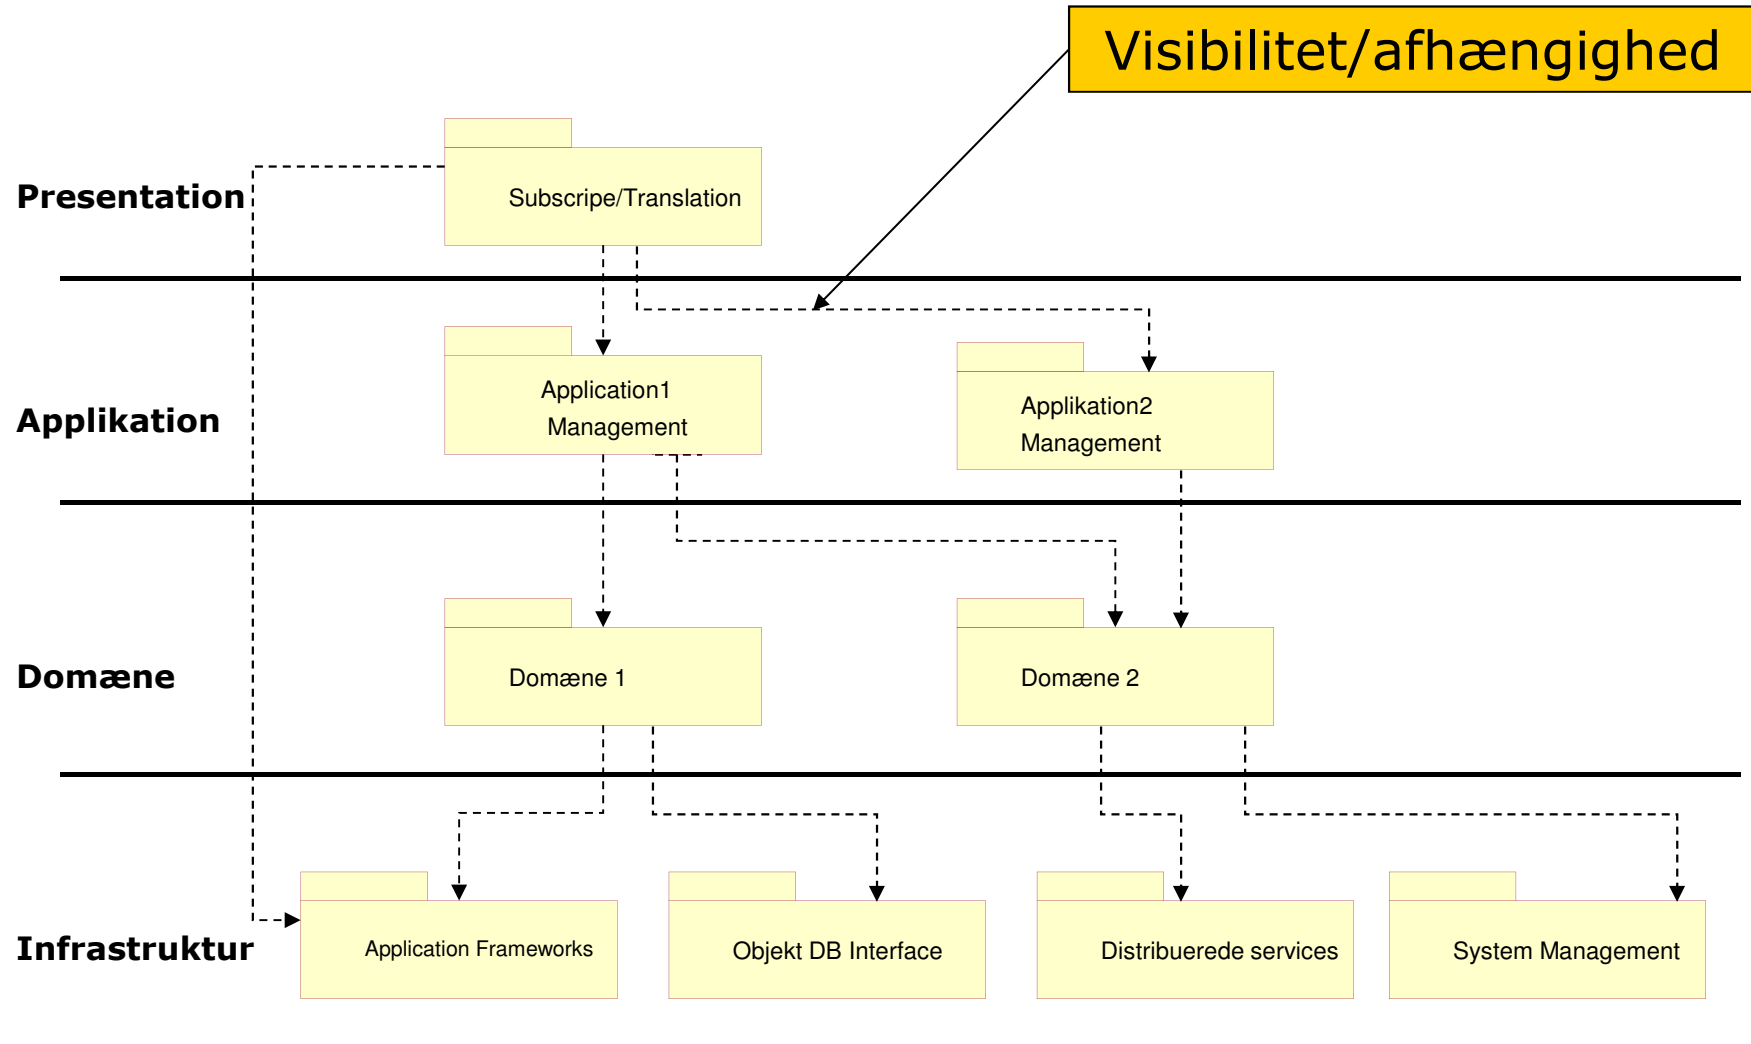 Visibilitet/afhængighed
Presentation
Subscripe/Translation
Applikation
Application1
Management
Applikation2
Management
Domæne
Domæne 1
Domæne 2
Infrastruktur
Application Frameworks
Objekt DB Interface
Distribuerede services
System Management